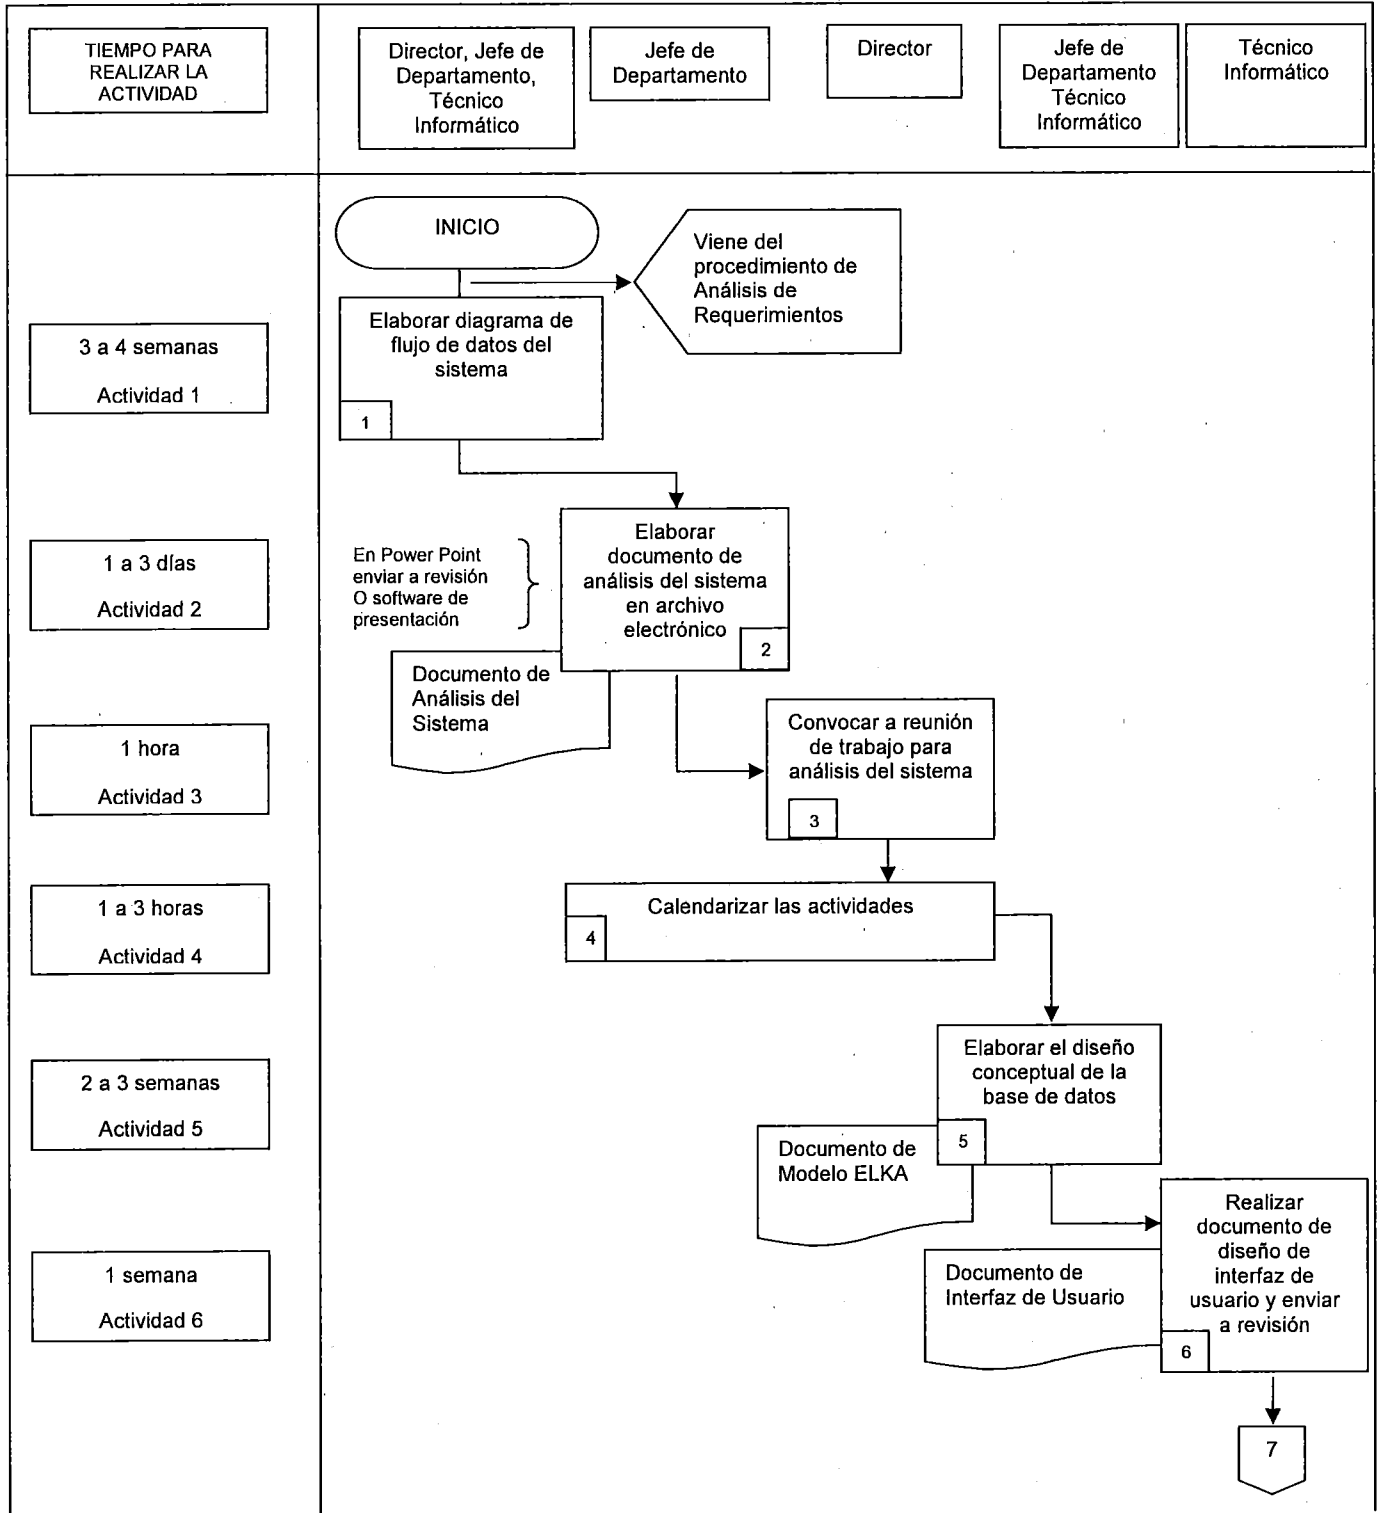 TIEMPO PARA
REALIZAR LA
ACTIVIDAD
Director, Jefe de
Departamento,
Técnico
Informático
Jefe de
Departamento
Director
Jefe de
Departamento
Técnico
Informático
Técnico
Informático
INICIO
Viene del
procedimiento de
Análisis de
Requerimientos
3 a 4 semanas
Actividad 1
Elaborar diagrama de
flujo de datos del
sistema
1
1 a 3 días
Actividad 2
En Power Point
enviar a revisión
O software de
presentación
Elaborar
documento de
análisis del sistema
en archivo
electrónico
2
Documento de
Análisis del
Sistema
1 hora
Actividad 3
Convocar a reunión
de trabajo para
análisis del sistema
3
1 a 3 horas
Actividad 4
Calendarizar las actividades
4
2 a 3 semanas
Actividad 5
Elaborar el diseño
conceptual de la
base de datos
5
Documento de
Modelo ELKA
1 semana
Actividad 6
Realizar
documento de
diseño de
interfaz de
usuario y enviar
a revisión
6
Documento de
Interfaz de Usuario
7